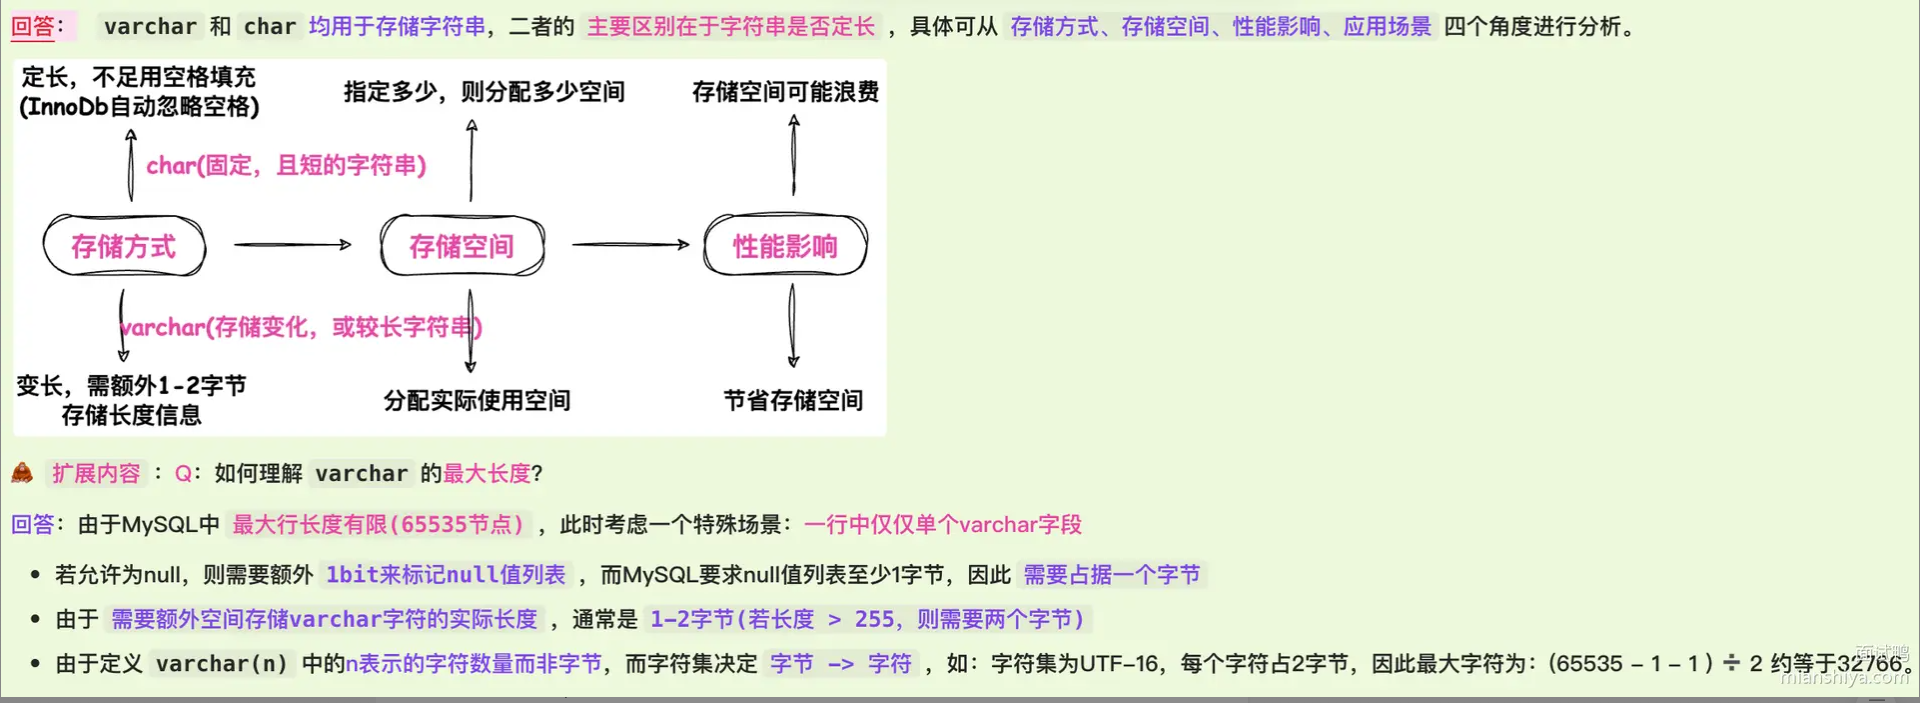 回答： varchar 和 char 均用于存储字符串，二者的 主要区别在于字符串是否定长 ，具体可从 存储方式、存储空间、性能影响、应用场景 四个角度进行分析。
定长，不足用空格填充
(InnoDb自动忽略空格)
指定多少，则分配多少空间
存储空间可能浪费
char(固定，且短的字符串)
存储方式
存储空间
性能影响
varchar(存储变化，或较长字符串)
变长，需额外1-2字节
存储长度信息
分配实际使用空间
节省存储空间
🦧 扩展内容 ：Q：如何理解 varchar 的最大长度?
回答：由于MySQL中 最大行长度有限(65535节点) ，此时考虑一个特殊场景：一行中仅仅单个varchar字段
• 若允许为null，则需要额外 1bit来标记null值列表 ，而MySQL要求null值列表至少1字节，因此 需要占据一个字节
• 由于 需要额外空间存储varchar字符的实际长度 ，通常是 1-2字节(若长度 > 255，则需要两个字节)
• 由于定义 varchar(n) 中的n表示的字符数量而非字节，而字符集决定 字节 -> 字符 ，如：字符集为UTF-16，每个字符占2字节，因此最大字符为：(65535 - 1 - 1 ) ➗ 2 约等于32766。
面试鸭
mianshiya.com